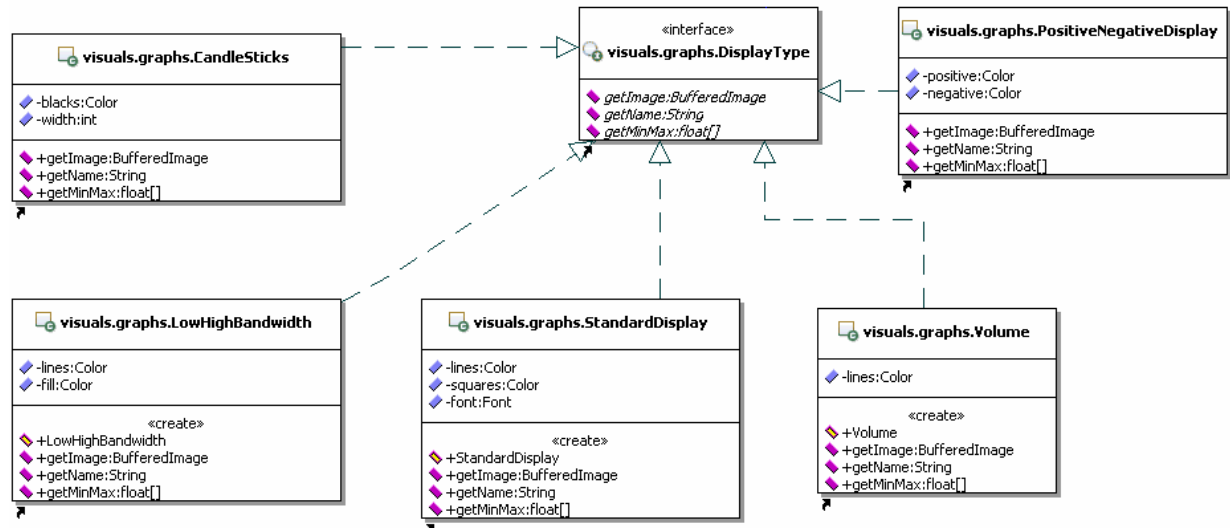 visuals.graphs.CandleSticks
-blacks:Color
-width:int
+getImage:BufferedImage
+getName:String
+getMinMax:float[]
«interface»
visuals.graphs.DisplayType
getImage:BufferedImage
getName:String
getMinMax:float[]
visuals.graphs.PositiveNegativeDisplay
-positive:Color
-negative:Color
+getImage:BufferedImage
+getName:String
+getMinMax:float[]
visuals.graphs.LowHighBandwidth
-lines:Color
-fill:Color
«create»
+LowHighBandwidth
+getImage:BufferedImage
+getName:String
+getMinMax:float[]
visuals.graphs.StandardDisplay
-lines:Color
-squares:Color
-font:Font
«create»
+StandardDisplay
+getImage:BufferedImage
+getName:String
+getMinMax:float[]
visuals.graphs.Volume
-lines:Color
«create»
+Volume
+getImage:BufferedImage
+getName:String
+getMinMax:float[]